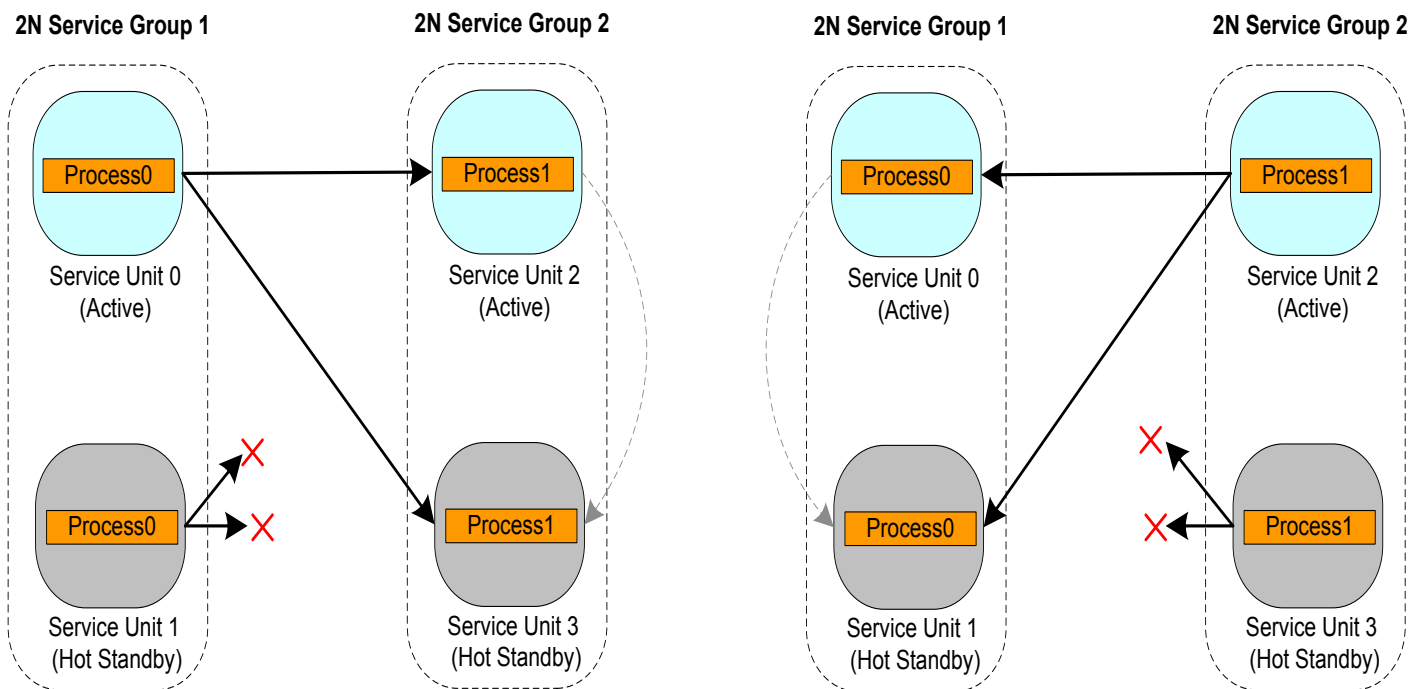 2N Service Group 1
2N Service Group 2
Process0
Process1
Service Unit 0
(Active)
Service Unit 2
(Active)
Process0
Process1
Service Unit 1
(Hot Standby)
Service Unit 3
(Hot Standby)
2N Service Group 1
2N Service Group 2
Process0
Process1
Service Unit 0
(Active)
Service Unit 2
(Active)
Process0
Process1
Service Unit 1
(Hot Standby)
Service Unit 3
(Hot Standby)